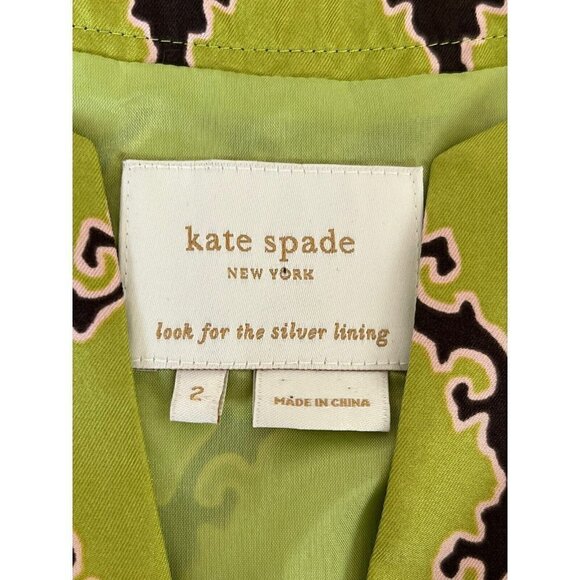 kate spade
NEW YORK
look for the silver lining
2
MADE IN CHINA